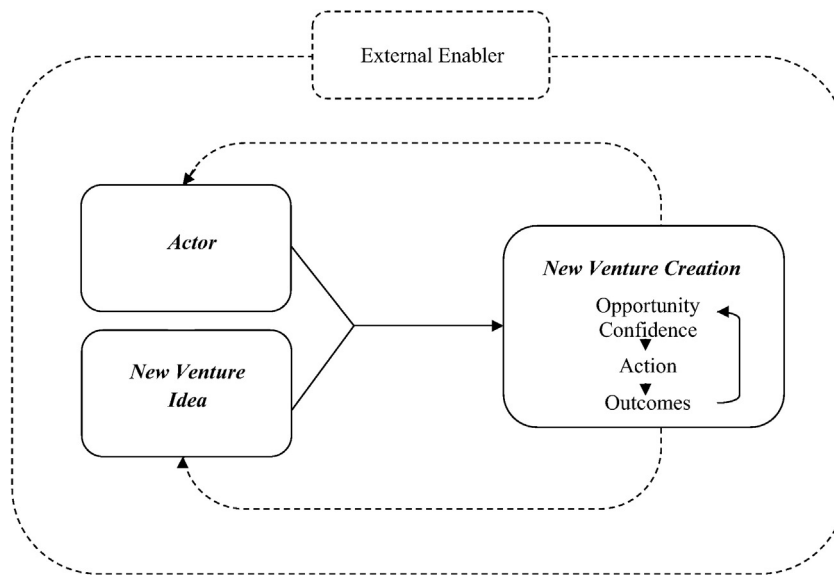 External Enabler
Actor
New Venture
Idea
New Venture Creation
Opportunity
Confidence
Action
Outcomes